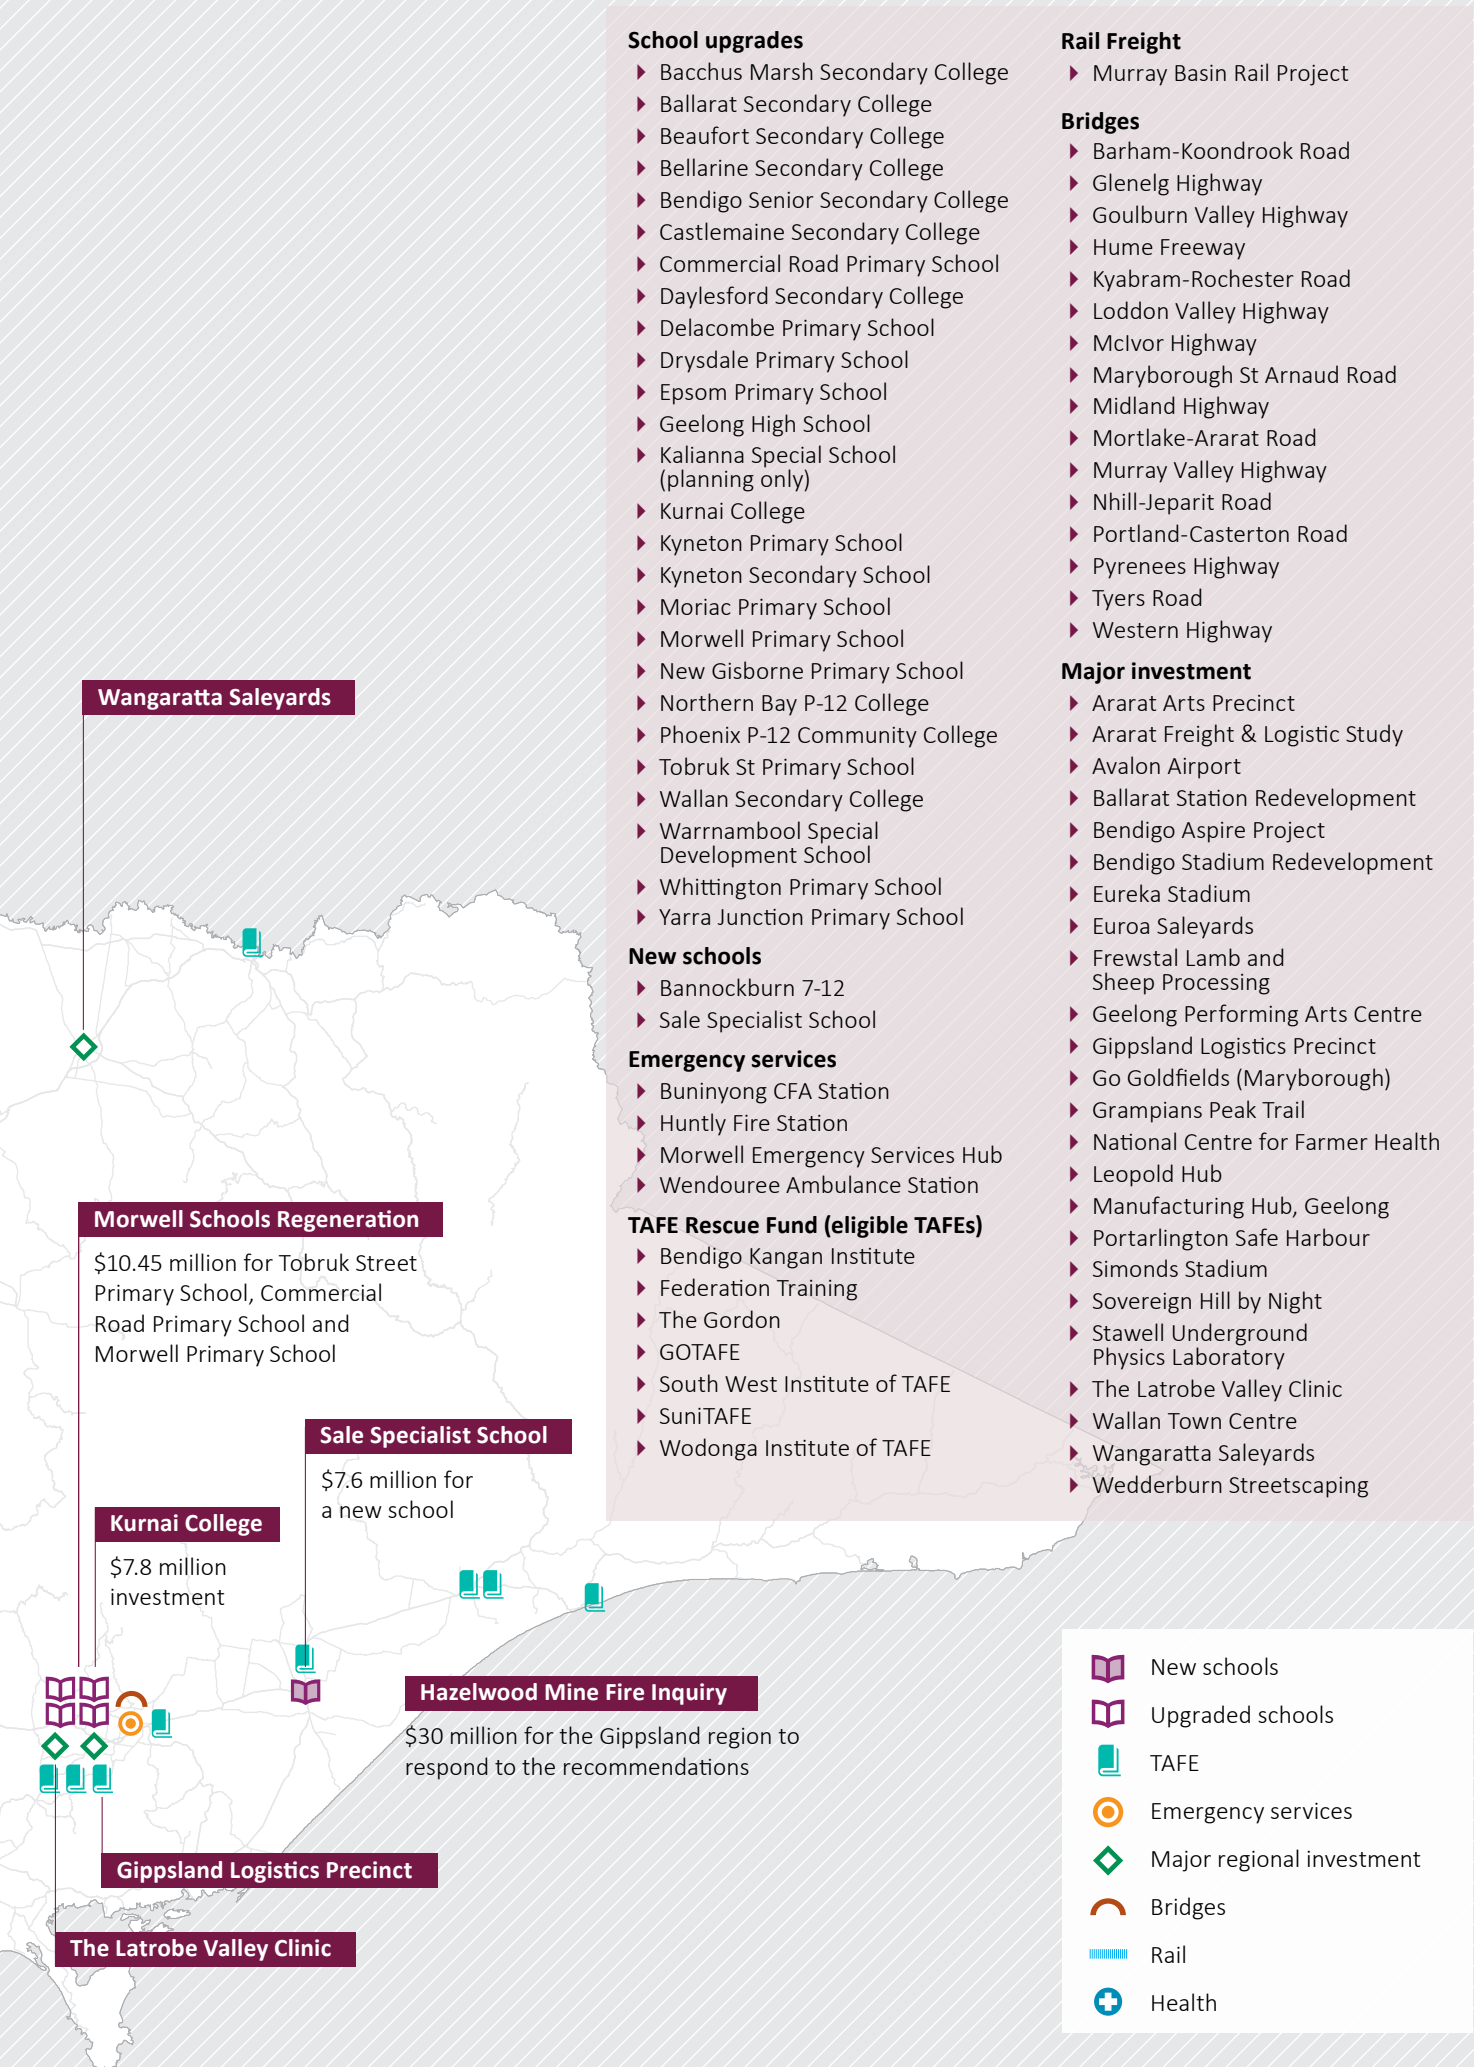 School upgrades
Bacchus Marsh Secondary College
Ballarat Secondary College
Beaufort Secondary College
Bellarine Secondary College
Bendigo Senior Secondary College
Castlemaine Secondary College
Commercial Road Primary School
Daylesford Secondary College
Delacombe Primary School
Drysdale Primary School
Epsom Primary School
Geelong High School
Kalianna Special School
(planning only)
Kurnai College
Kyneton Primary School
Kyneton Secondary School
Moriac Primary School
Morwell Primary School
New Gisborne Primary School
Northern Bay P-12 College
Phoenix P-12 Community College
Tobruk St Primary School
Wallan Secondary College
Warrnambool Special
Development School
Whittington Primary School
Yarra Junction Primary School
New schools
Bannockburn 7-12
Sale Specialist School
Emergency services
Buninyong CFA Station
Huntly Fire Station
Morwell Emergency Services Hub
Wendouree Ambulance Station
TAFE Rescue Fund (eligible TAFEs)
Bendigo Kangan Institute
Federation Training
The Gordon
GOTAFE
South West Institute of TAFE
SuniTAFE
Wodonga Institute of TAFE
Rail Freight
Murray Basin Rail Project
Bridges
Barham-Koondrook Road
Glenelg Highway
Goulburn Valley Highway
Hume Freeway
Kyabram-Rochester Road
Loddon Valley Highway
McIvor Highway
Maryborough St Arnaud Road
Midland Highway
Mortlake-Ararat Road
Murray Valley Highway
Nhill-Jeparit Road
Portland-Casterton Road
Pyrenees Highway
Tyers Road
Western Highway
Major investment
Ararat Arts Precinct
Ararat Freight & Logistic Study
Avalon Airport
Ballarat Station Redevelopment
Bendigo Aspire Project
Bendigo Stadium Redevelopment
Eureka Stadium
Euroa Saleyards
Frewstal Lamb and
Sheep Processing
Geelong Performing Arts Centre
Gippsland Logistics Precinct
Go Goldfields (Maryborough)
Grampians Peak Trail
National Centre for Farmer Health
Leopold Hub
Manufacturing Hub, Geelong
Portarlington Safe Harbour
Simonds Stadium
Sovereign Hill by Night
Stawell Underground
Physics Laboratory
The Latrobe Valley Clinic
Wallan Town Centre
Wangaratta Saleyards
Wedderburn Streetscaping
Wangaratta Saleyards
Morwell Schools Regeneration
$10.45 million for Tobruk Street
Primary School, Commercial
Road Primary School and
Morwell Primary School
Sale Specialist School
$7.6 million for
a new school
Kurnai College
$7.8 million
investment
Hazelwood Mine Fire Inquiry
$30 million for the Gippsland region to
respond to the recommendations
Gippsland Logistics Precinct
The Latrobe Valley Clinic
New schools
Upgraded schools
TAFE
Emergency services
Major regional investment
Bridges
Rail
Health